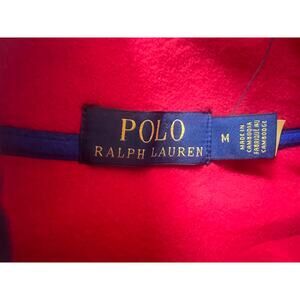 POLO
RALPH LAUREN
M
MADE IN
CAMBODIA
FABRIQUÉ AU
CAMBODGE